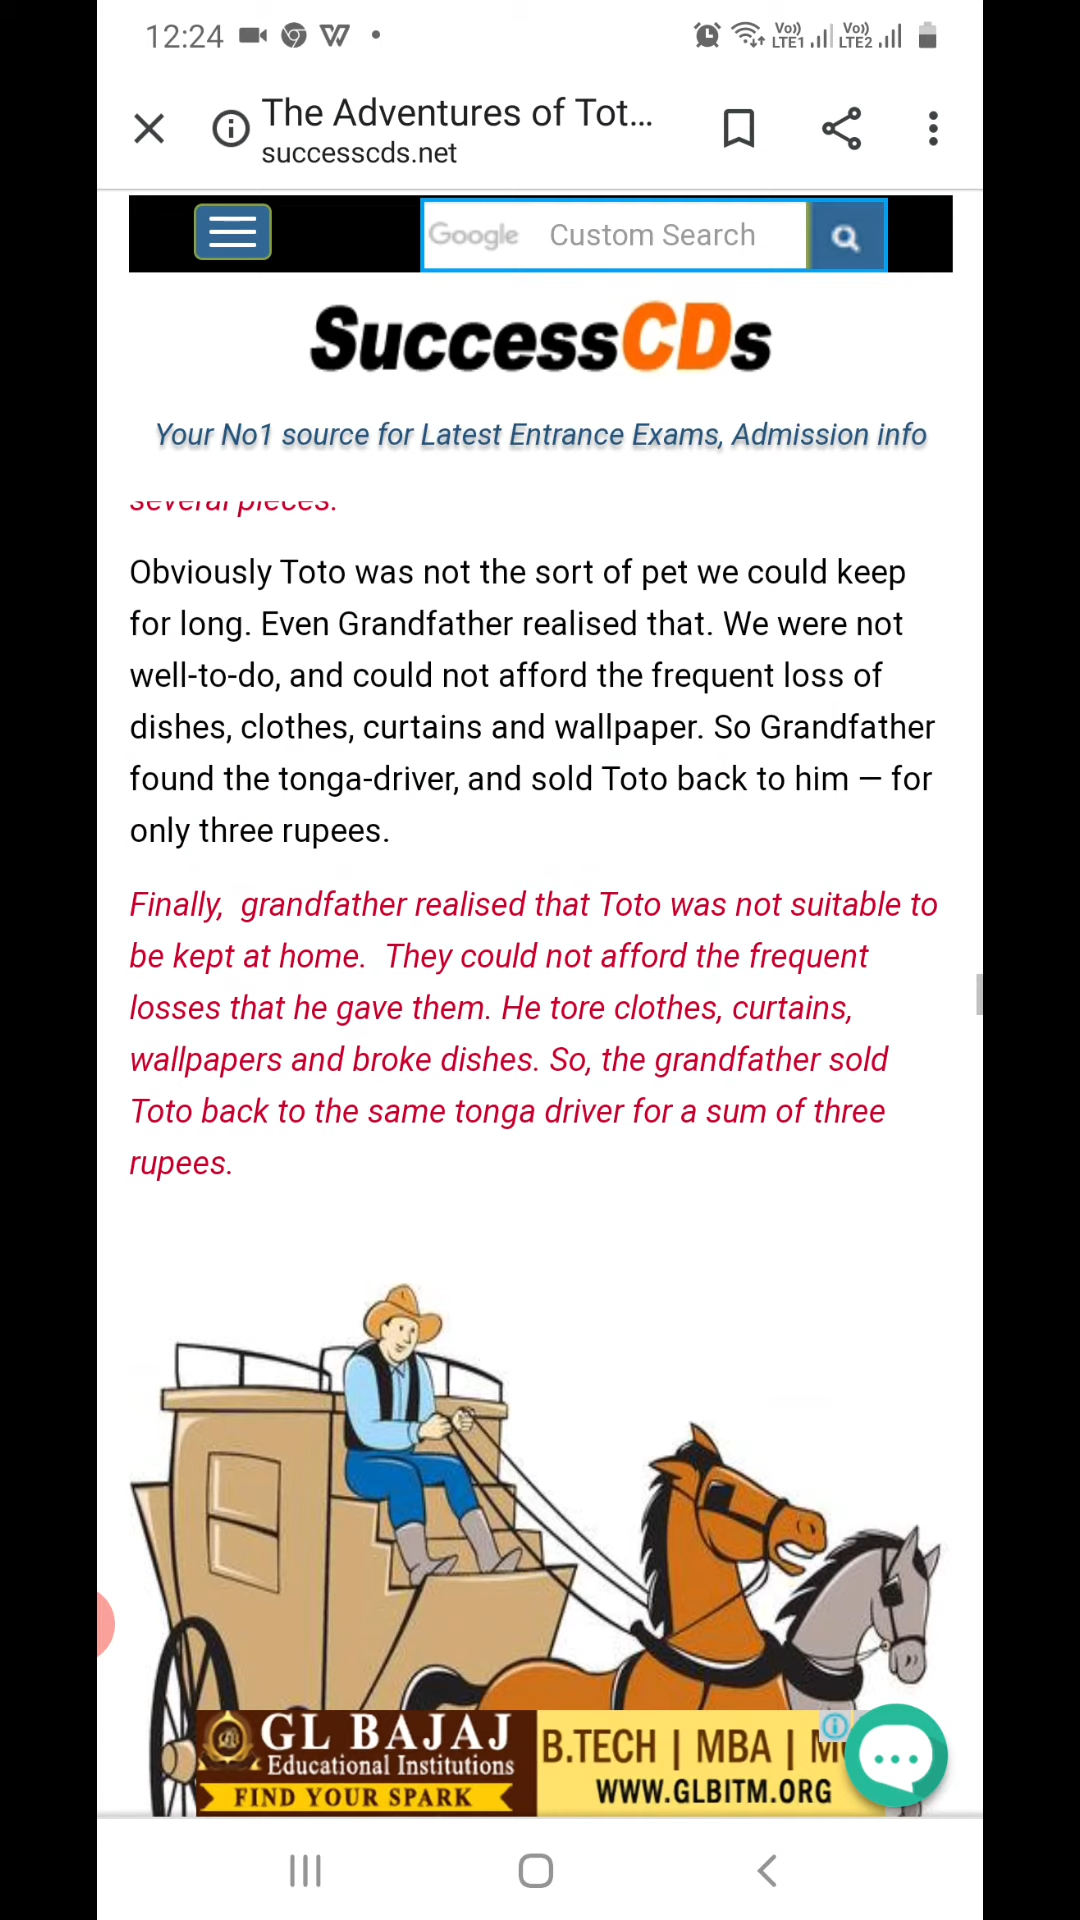 12:24
Vo)) LTE1 Vo)) LTE2
The Adventures of Tot...
successcds.net
Google Custom Search
SuccessCDs
Your No1 source for Latest Entrance Exams, Admission info
several pieces.
Obviously Toto was not the sort of pet we could keep
for long. Even Grandfather realised that. We were not
well-to-do, and could not afford the frequent loss of
dishes, clothes, curtains and wallpaper. So Grandfather
found the tonga-driver, and sold Toto back to him — for
only three rupees.
Finally, grandfather realised that Toto was not suitable to
be kept at home. They could not afford the frequent
losses that he gave them. He tore clothes, curtains,
wallpapers and broke dishes. So, the grandfather sold
Toto back to the same tonga driver for a sum of three
rupees.
GL BAJAJ
Educational Institutions
FIND YOUR SPARK
B.TECH | MBA |
WWW.GLBITM.ORG